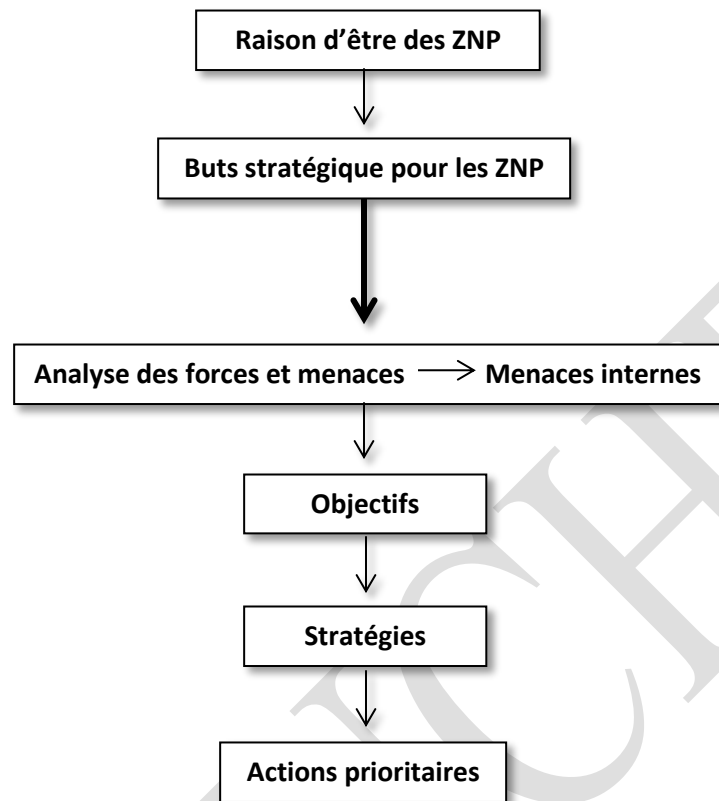 Raison d’être des ZNP
Buts stratégique pour les ZNP
Analyse des forces et menaces → Menaces internes
Objectifs
Stratégies
Actions prioritaires